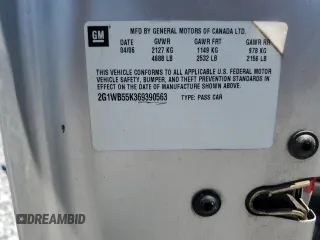 GM
MFD BY GENERAL MOTORS OF CANADA LTD.
DATE GVWR GAWR FRT GAWR RR
04/06 2127 KG 1149 KG 978 KG
4688 LB 2532 LB 2156 LB
THIS VEHICLE CONFORMS TO ALL APPLICABLE U.S. FEDERAL MOTOR
VEHICLE SAFETY, BUMPER, AND THEFT PREVENTION STANDARDS IN
EFFECT ON THE DATE OF MANUFACTURE SHOWN ABOVE.
2G1WB55K369390563 TYPE: PASS CAR
DREAMBID